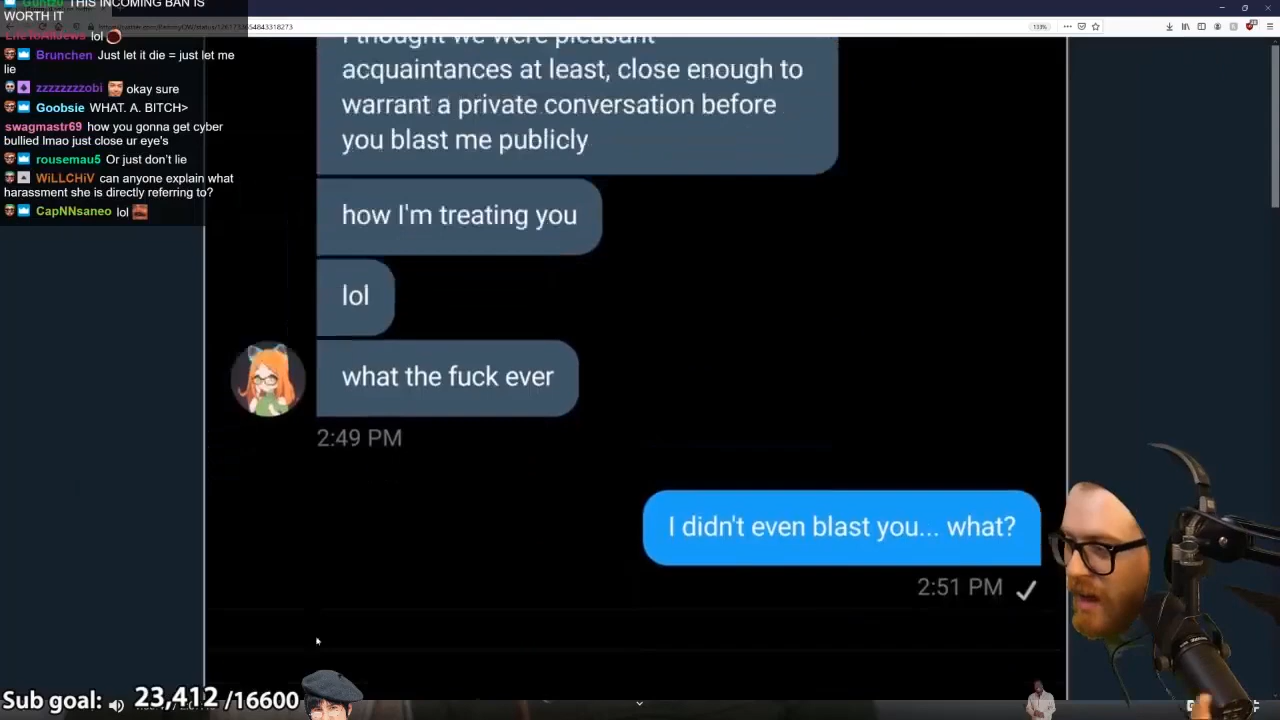 Guntzu THIS INCOMING BAN IS
WORTH IT
lol
Brunchen Just let it die = just let me
lie
zzzzzzzobi okay sure
Goobsie WHAT. A. BITCH>
swagmastr69 how you gonna get cyber
bullied lmao just close ur eye's
rousemau5 Or just don't lie
WiLLCHiV can anyone explain what
harassment she is directly referring to?
CapNNsaneo lol
133%
I thought we were pleasant
acquaintances at least, close enough to
warrant a private conversation before
you blast me publicly
how I'm treating you
lol
what the fuck ever
2:49 PM
I didn't even blast you... what?
2:51 PM
Sub goal: 23,412 /16600